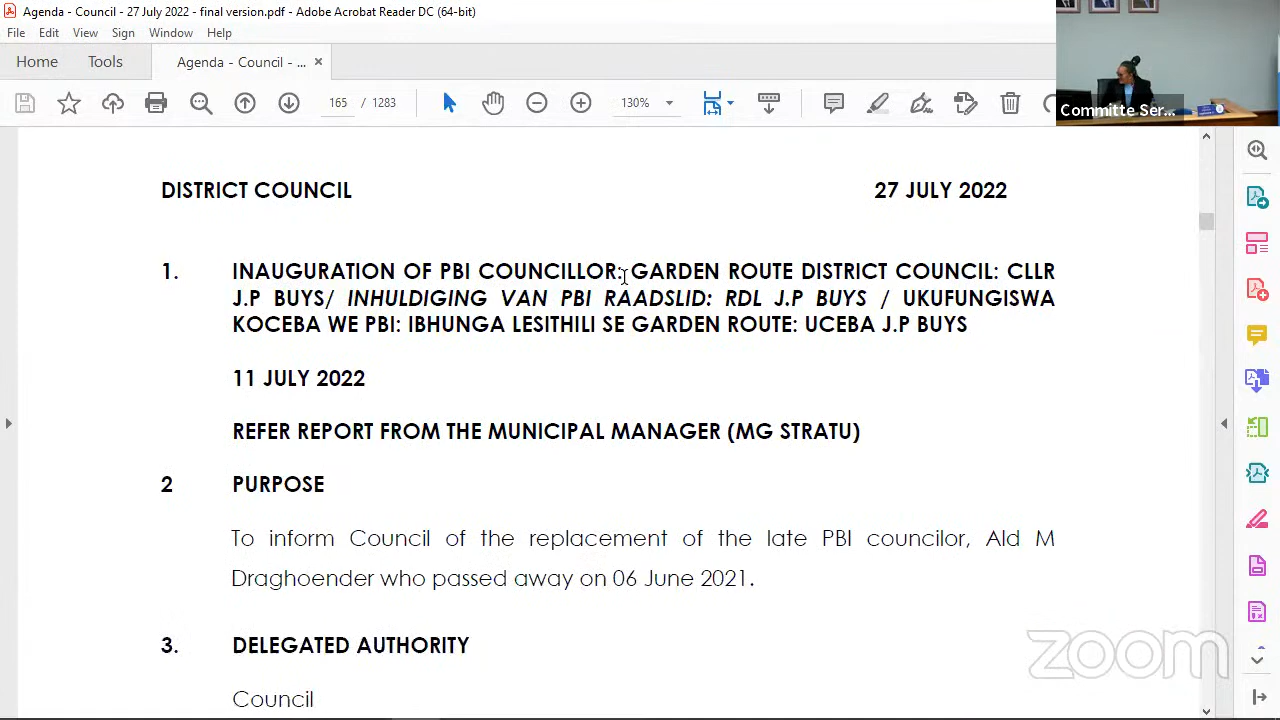 Agenda - Council - 27 July 2022 - final version.pdf - Adobe Acrobat Reader DC (64-bit)
File Edit View Sign Window Help
Home Tools Agenda - Council - ... ×
165 / 1283 130%
Committe Ser...
DISTRICT COUNCIL 27 JULY 2022
1. INAUGURATION OF PBI COUNCILLOR: GARDEN ROUTE DISTRICT COUNCIL: CLLR
J.P BUYS/ INHULDIGING VAN PBI RAADSLID: RDL J.P BUYS / UKUFUNGISWA
KOCEBA WE PBI: IBHUNGA LESITHILI SE GARDEN ROUTE: UCEBA J.P BUYS
11 JULY 2022
REFER REPORT FROM THE MUNICIPAL MANAGER (MG STRATU)
2 PURPOSE
To inform Council of the replacement of the late PBI councilor, Ald M
Draghoender who passed away on 06 June 2021.
3. DELEGATED AUTHORITY
Council
zoom